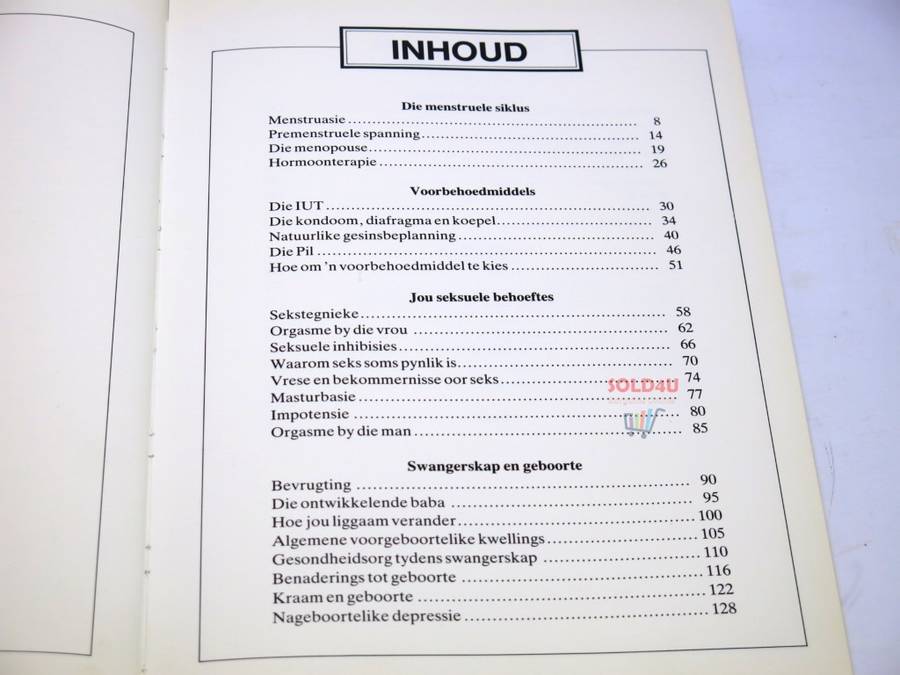 INHOUD
Die menstruele siklus
Menstruasie 8
Premenstruele spanning 14
Die menopouse 19
Hormoonterapie 26
Voorbehoedmiddels
Die IUT 30
Die kondoom, diafragma en koepel 34
Natuurlike gesinsbeplanning 40
Die Pil 46
Hoe om 'n voorbehoedmiddel te kies 51
Jou seksuele behoeftes
Sekstegnieke 58
Orgasme by die vrou 62
Seksuele inhibisies 66
Waarom seks soms pynlik is 70
Vrese en bekommernisse oor seks 74
SOLD4U
Masturbasie 77
Impotensie 80
Orgasme by die man 85
Swangerskap en geboorte
Bevrugting 90
Die ontwikkelende baba 95
Hoe jou liggaam verander 100
Algemene voorgeboortelike kwellings 105
Gesondheidsorg tydens swangerskap 110
Benaderings tot geboorte 116
Kraam en geboorte 122
Nageboortelike depressie 128